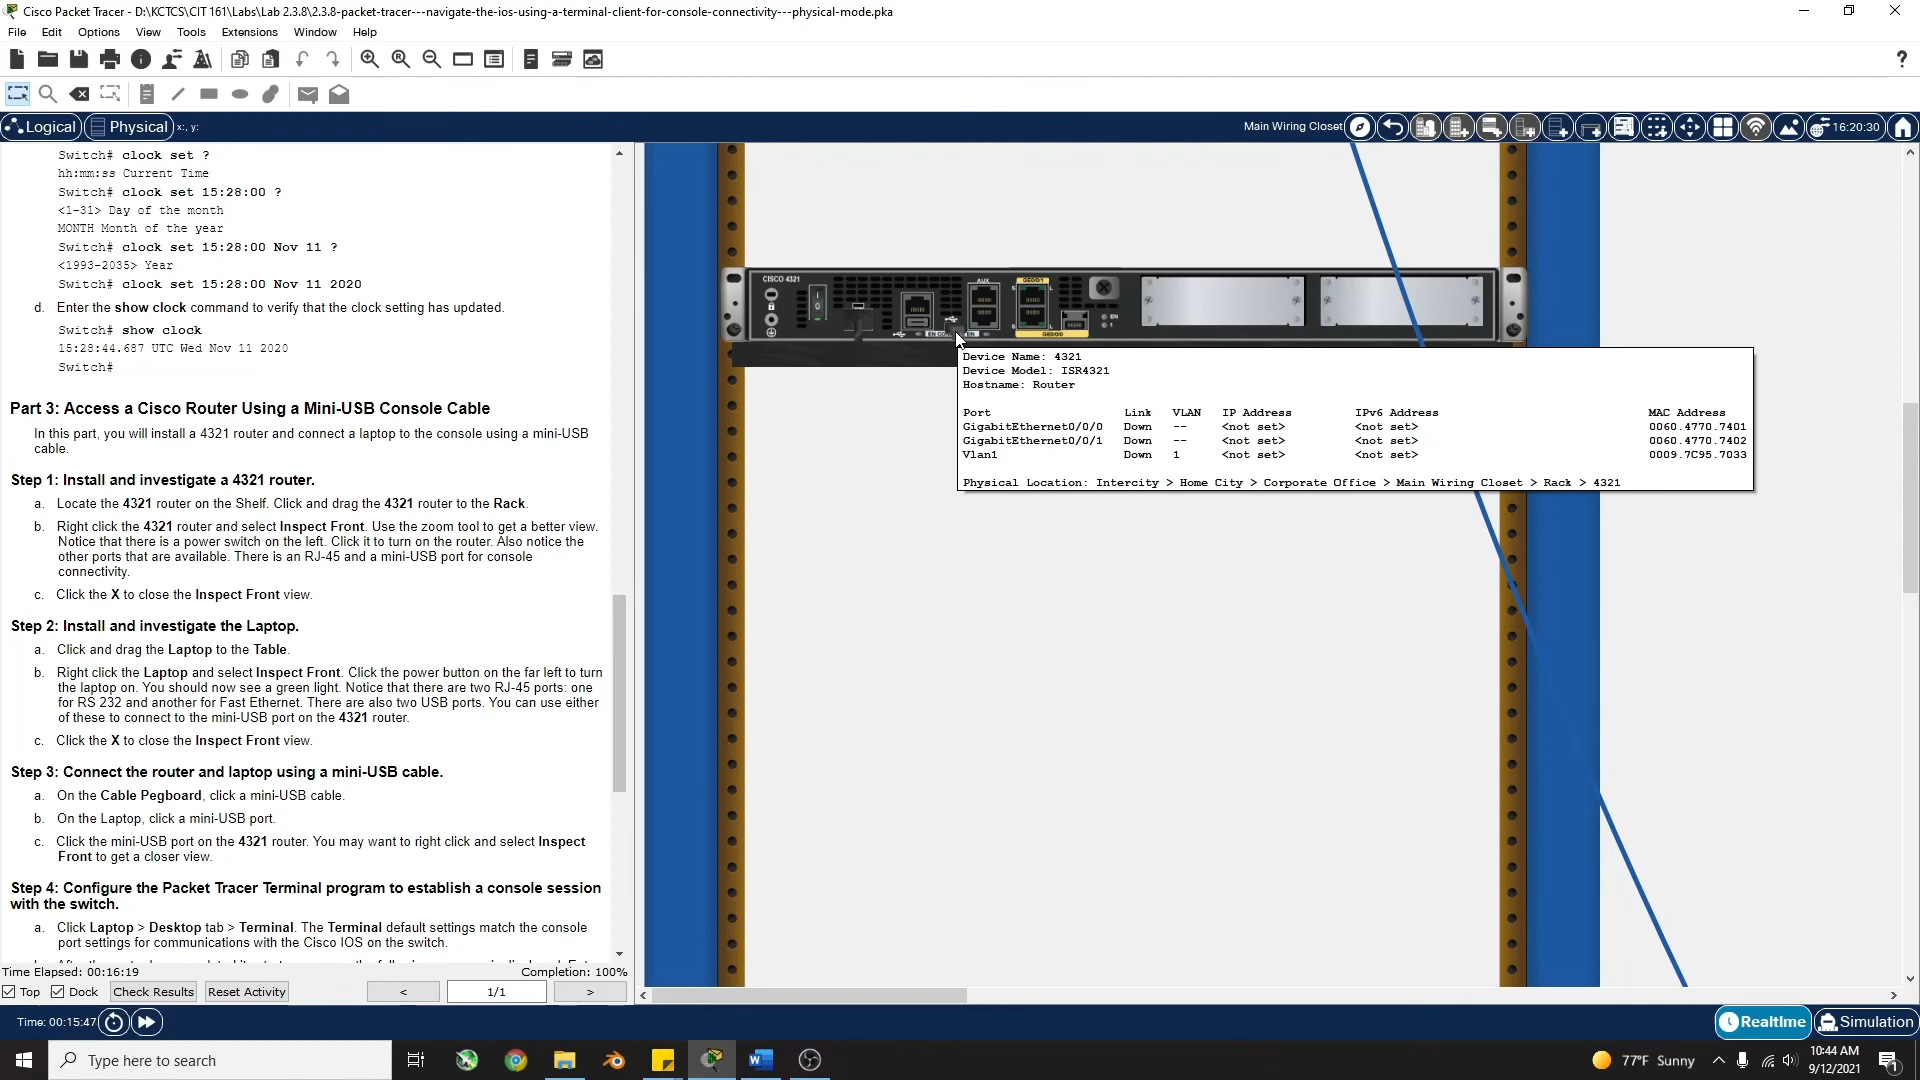 Cisco Packet Tracer - D:\KCTCS\CIT 161\Labs\Lab 2.3.8\2.3.8-packet-tracer---navigate-the-ios-using-a-terminal-client-for-console-connectivity---physical-mode.pka
File Edit Options View Tools Extensions Window Help
Logical Physical x:, y: Main Wiring Closet 16:20:30
Switch# clock set ?
hh:mm:ss Current Time
Switch# clock set 15:28:00 ?
<1-31> Day of the month
MONTH Month of the year
Switch# clock set 15:28:00 Nov 11 ?
<1993-2035> Year
Switch# clock set 15:28:00 Nov 11 2020
d. Enter the show clock command to verify that the clock setting has updated.
Switch# show clock
15:28:44.687 UTC Wed Nov 11 2020
Switch#
Part 3: Access a Cisco Router Using a Mini-USB Console Cable
In this part, you will install a 4321 router and connect a laptop to the console using a mini-USB
cable.
Step 1: Install and investigate a 4321 router.
a. Locate the 4321 router on the Shelf. Click and drag the 4321 router to the Rack.
b. Right click the 4321 router and select Inspect Front. Use the zoom tool to get a better view.
Notice that there is a power switch on the left. Click it to turn on the router. Also notice the
other ports that are available. There is an RJ-45 and a mini-USB port for console
connectivity.
c. Click the X to close the Inspect Front view.
Step 2: Install and investigate the Laptop.
a. Click and drag the Laptop to the Table.
b. Right click the Laptop and select Inspect Front. Click the power button on the far left to turn
the laptop on. You should now see a green light. Notice that there are two RJ-45 ports: one
for RS 232 and another for Fast Ethernet. There are also two USB ports. You can use either
of these to connect to the mini-USB port on the 4321 router.
c. Click the X to close the Inspect Front view.
Step 3: Connect the router and laptop using a mini-USB cable.
a. On the Cable Pegboard, click a mini-USB cable.
b. On the Laptop, click a mini-USB port.
c. Click the mini-USB port on the 4321 router. You may want to right click and select Inspect
Front to get a closer view.
Step 4: Configure the Packet Tracer Terminal program to establish a console session
with the switch.
a. Click Laptop > Desktop tab > Terminal. The Terminal default settings match the console
port settings for communications with the Cisco IOS on the switch.
Time Elapsed: 00:16:19 Completion: 100%
Top Dock Check Results Reset Activity < 1/1 >
CISCO 4321
AUX
GE0/0/1
GE0/0/0
EN
Device Name: 4321
Device Model: ISR4321
Hostname: Router
Port Link VLAN IP Address IPv6 Address MAC Address
GigabitEthernet0/0/0 Down -- <not set> <not set> 0060.4770.7401
GigabitEthernet0/0/1 Down -- <not set> <not set> 0060.4770.7402
Vlan1 Down 1 <not set> <not set> 0009.7C95.7033
Physical Location: Intercity > Home City > Corporate Office > Main Wiring Closet > Rack > 4321
Time: 00:15:47 Realtime Simulation
Type here to search
77°F Sunny
10:44 AM
9/12/2021